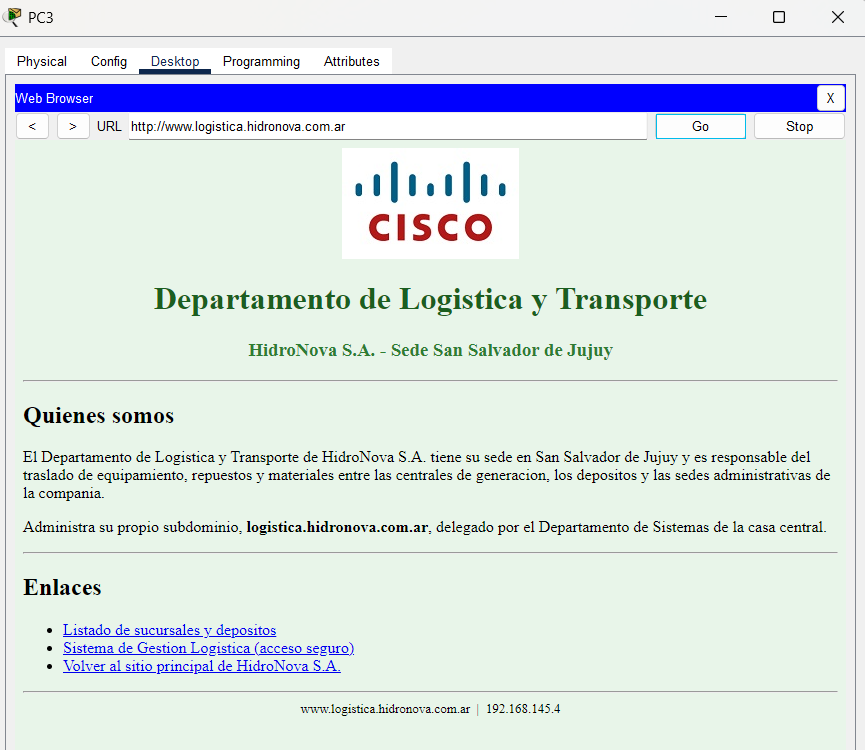 PC3
Physical Config Desktop Programming Attributes
Web Browser X
< > URL http://www.logistica.hidronova.com.ar Go Stop
CISCO
Departamento de Logistica y Transporte
HidroNova S.A. - Sede San Salvador de Jujuy
Quienes somos
El Departamento de Logistica y Transporte de HidroNova S.A. tiene su sede en San Salvador de Jujuy y es responsable del
traslado de equipamiento, repuestos y materiales entre las centrales de generacion, los depositos y las sedes administrativas de
la compania.
Administra su propio subdominio, logistica.hidronova.com.ar, delegado por el Departamento de Sistemas de la casa central.
Enlaces
Listado de sucursales y depositos
Sistema de Gestion Logistica (acceso seguro)
Volver al sitio principal de HidroNova S.A.
www.logistica.hidronova.com.ar | 192.168.145.4